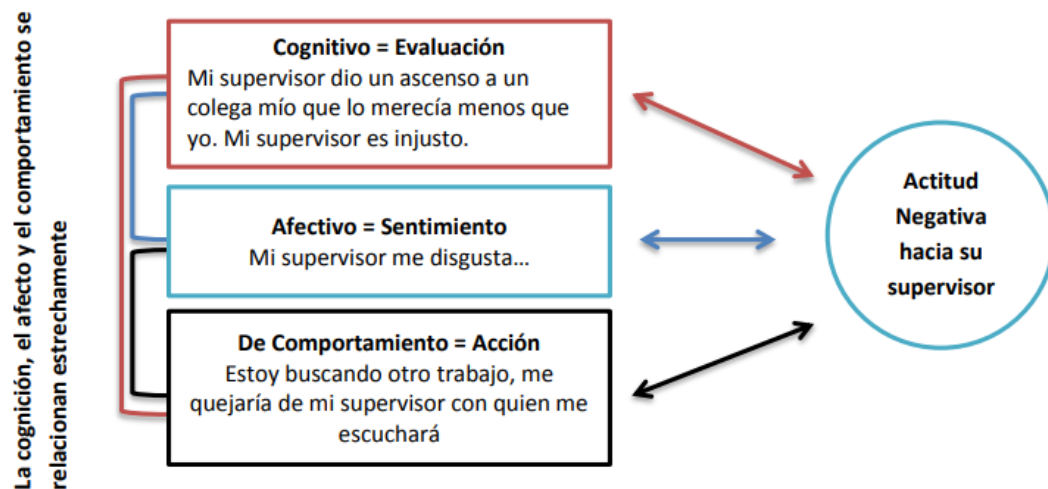 La cognición, el afecto y el comportamiento se
relacionan estrechamente
Cognitivo = Evaluación
Mi supervisor dio un ascenso a un
colega mío que lo merecía menos que
yo. Mi supervisor es injusto.
Afectivo = Sentimiento
Mi supervisor me disgusta...
De Comportamiento = Acción
Estoy buscando otro trabajo, me
quejaría de mi supervisor con quien me
escuchará
Actitud
Negativa
hacia su
supervisor